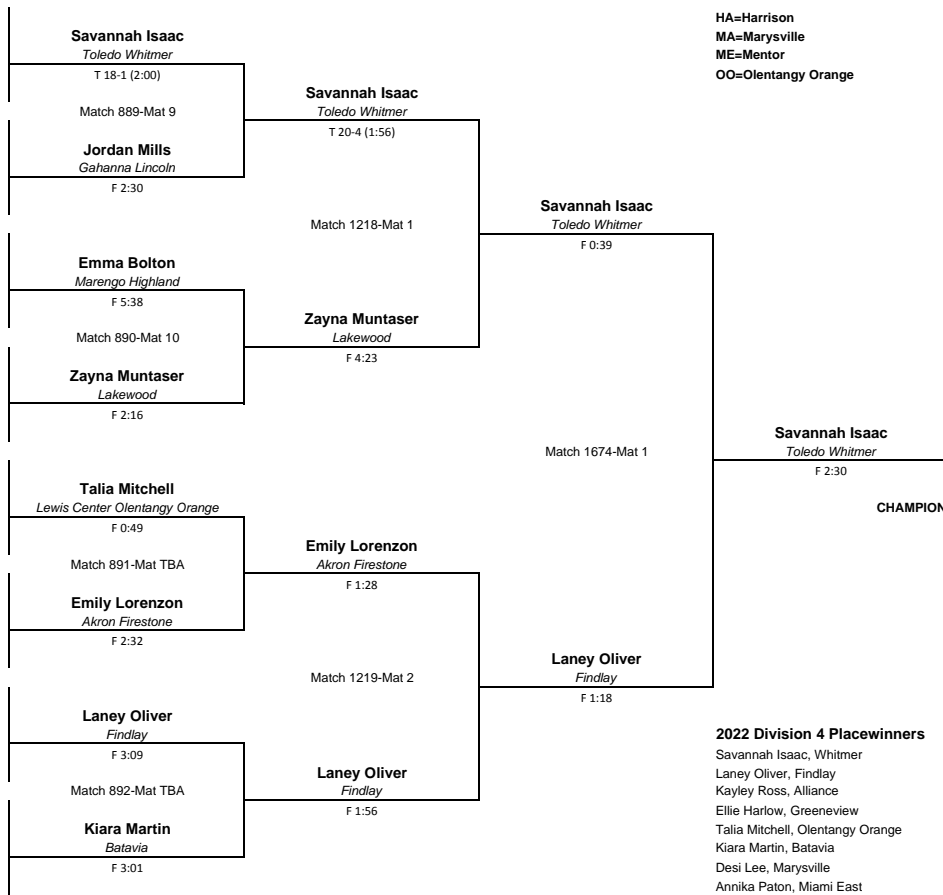 HA=Harrison
MA=Marysville
ME=Mentor
OO=Olentangy Orange
Savannah Isaac
Toledo Whitmer
T 18-1 (2:00)
Match 889-Mat 9
Jordan Mills
Gahanna Lincoln
F 2:30
Emma Bolton
Marengo Highland
F 5:38
Match 890-Mat 10
Zayna Muntaser
Lakewood
F 2:16
Talia Mitchell
Lewis Center Olentangy Orange
F 0:49
Match 891-Mat TBA
Emily Lorenzon
Akron Firestone
F 2:32
Laney Oliver
Findlay
F 3:09
Match 892-Mat TBA
Kiara Martin
Batavia
F 3:01
Savannah Isaac
Toledo Whitmer
T 20-4 (1:56)
Match 1218-Mat 1
Zayna Muntaser
Lakewood
F 4:23
Emily Lorenzon
Akron Firestone
F 1:28
Match 1219-Mat 2
Laney Oliver
Findlay
F 1:56
Savannah Isaac
Toledo Whitmer
F 0:39
Match 1674-Mat 1
Laney Oliver
Findlay
F 1:18
Savannah Isaac
Toledo Whitmer
F 2:30
CHAMPION
2022 Division 4 Placewinners
Savannah Isaac, Whitmer
Laney Oliver, Findlay
Kayley Ross, Alliance
Ellie Harlow, Greeneview
Talia Mitchell, Olentangy Orange
Kiara Martin, Batavia
Desi Lee, Marysville
Annika Paton, Miami East